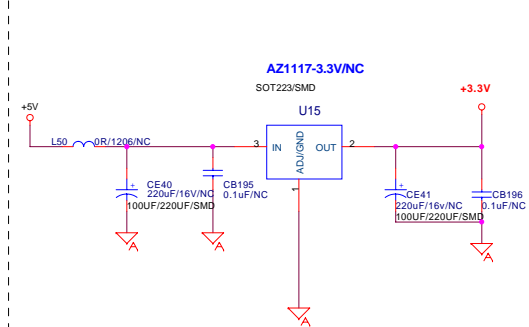 AZ1117-3.3V/NC
SOT223/SMD
+3.3V
+5V
U15
L50
0R/1206/NC
3
IN
ADJ/GND
OUT
2
1
CE40
220uF/16V/NC
100UF/220UF/SMD
CB195
0.1uF/NC
CE41
220uF/16v/NC
100UF/220UF/SMD
CB196
0.1uF/NC
+
+
A
A
A
A